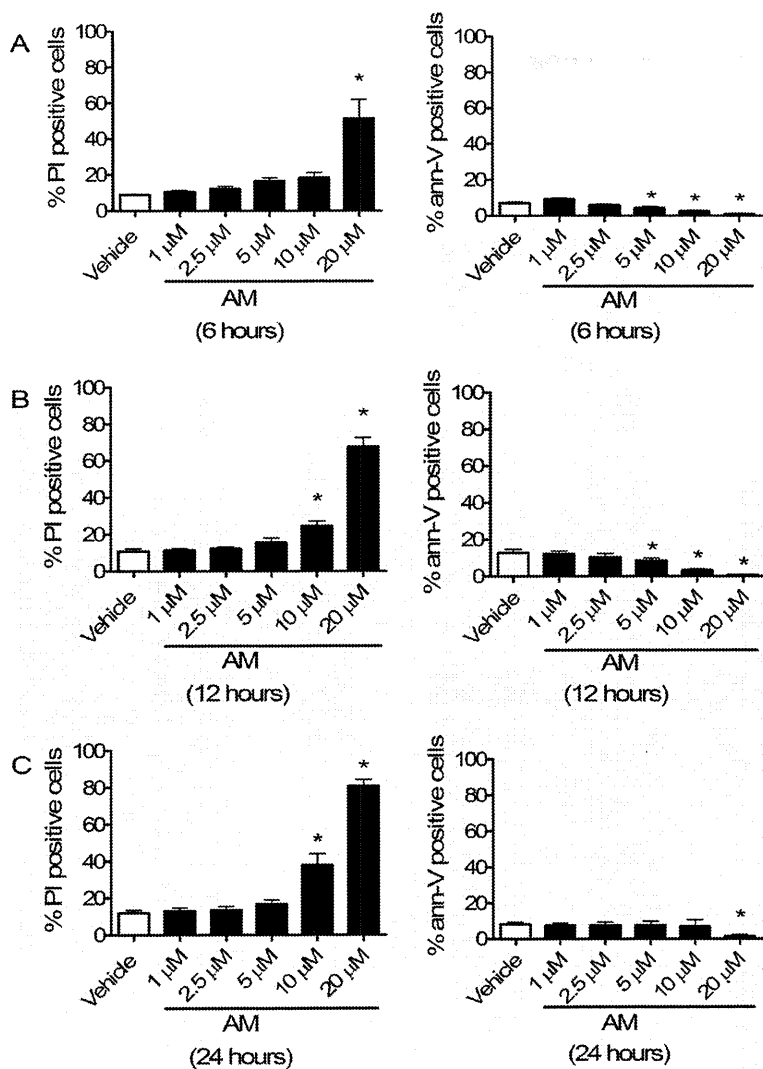 A
% PI positive cells
100
80
60
40
20
0
*
Vehicle
1 µM
2.5 µM
5 µM
10 µM
20 µM
AM
(6 hours)
% ann-V positive cells
100
80
60
40
20
0
* * *
Vehicle
1 µM
2.5 µM
5 µM
10 µM
20 µM
AM
(6 hours)
B
% PI positive cells
100
80
60
40
20
0
* *
Vehicle
1 µM
2.5 µM
5 µM
10 µM
20 µM
AM
(12 hours)
% ann-V positive cells
100
80
60
40
20
0
* * *
Vehicle
1 µM
2.5 µM
5 µM
10 µM
20 µM
AM
(12 hours)
C
% PI positive cells
100
80
60
40
20
0
* *
Vehicle
1 µM
2.5 µM
5 µM
10 µM
20 µM
AM
(24 hours)
% ann-V positive cells
100
80
60
40
20
0
*
Vehicle
1 µM
2.5 µM
5 µM
10 µM
20 µM
AM
(24 hours)